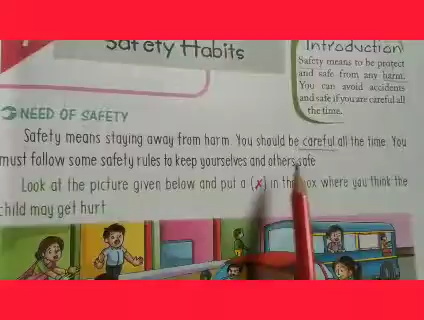 Safety Habits
Introduction
Safety means to be protect
and safe from any harm.
You can avoid accidents
and safe if you are careful all
the time.
NEED OF SAFETY
Safety means staying away from harm. You should be careful all the time. You
must follow some safety rules to keep yourselves and others safe
Look at the picture given below and put a (✗) in the box where you think the
child may get hurt